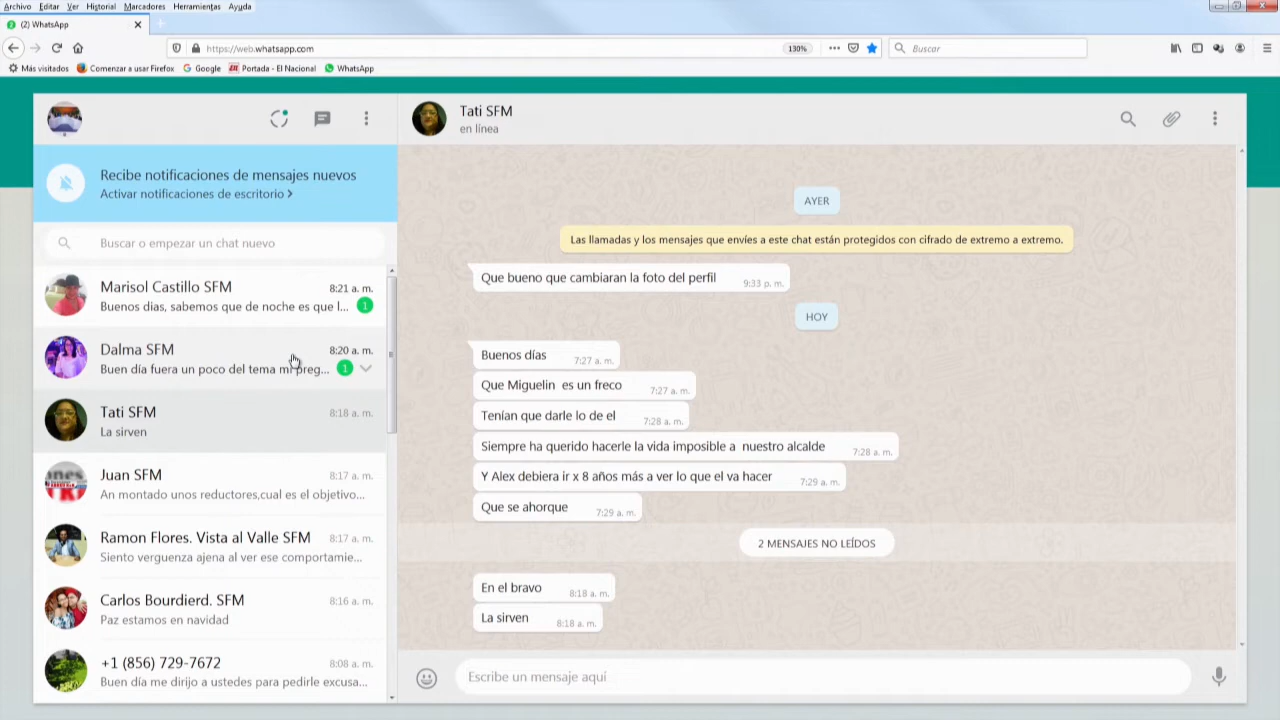 Archivo Editar Ver Historial Marcadores Herramientas Ayuda
(2) WhatsApp
https://web.whatsapp.com
130%
Buscar
Más visitados
Comenzar a usar Firefox
Google
Portada - El Nacional
WhatsApp
Tati SFM
en línea
Recibe notificaciones de mensajes nuevos
Activar notificaciones de escritorio >
Buscar o empezar un chat nuevo
Marisol Castillo SFM
8:21 a. m.
Buenos dias, sabemos que de noche es que l...
1
Dalma SFM
8:20 a. m.
Buen día fuera un poco del tema mi preg...
1
Tati SFM
8:18 a. m.
La sirven
Juan SFM
8:17 a. m.
An montado unos reductores,cual es el objetivo...
Ramon Flores. Vista al Valle SFM
8:17 a. m.
Siento verguenza ajena al ver ese comportamie...
Carlos Bourdierd. SFM
8:16 a. m.
Paz estamos en navidad
+1 (856) 729-7672
8:08 a. m.
Buen día me dirijo a ustedes para pedirle excusa...
AYER
Las llamadas y los mensajes que envíes a este chat están protegidos con cifrado de extremo a extremo.
Que bueno que cambiaran la foto del perfil
9:33 p. m.
HOY
Buenos días
7:27 a. m.
Que Miguelin es un freco
7:27 a. m.
Tenían que darle lo de el
7:28 a. m.
Siempre ha querido hacerle la vida imposible a nuestro alcalde
7:28 a. m.
Y Alex debiera ir x 8 años más a ver lo que el va hacer
7:29 a. m.
Que se ahorque
7:29 a. m.
2 MENSAJES NO LEÍDOS
En el bravo
8:18 a. m.
La sirven
8:18 a. m.
Escribe un mensaje aquí